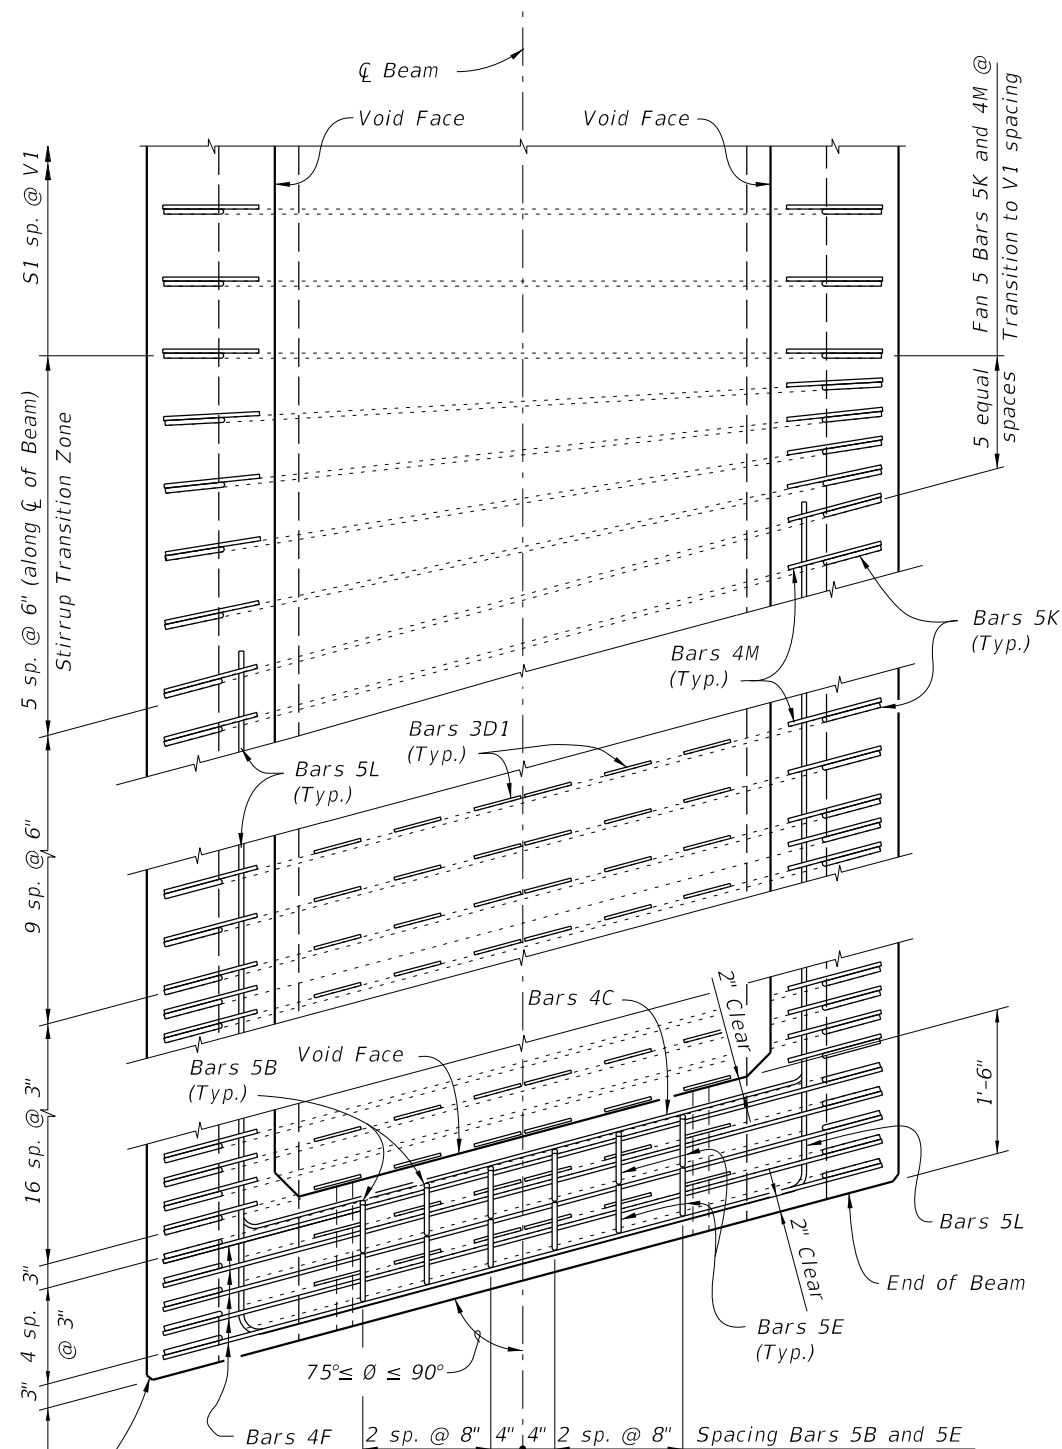 ℄ Beam
Void Face
Void Face
S1 sp. @ V1
Fan 5 Bars 5K and 4M @
Transition to V1 spacing
5 equal
spaces
5 sp. @ 6" (along ℄ of Beam)
Stirrup Transition Zone
Bars 5K
(Typ.)
Bars 4M
(Typ.)
Bars 3D1
(Typ.)
Bars 5L
(Typ.)
9 sp. @ 6"
2" Clear
Bars 4C
Void Face
Bars 5B
(Typ.)
16 sp. @ 3"
1'-6"
Bars 5L
2" Clear
End of Beam
3"
4 sp.
@ 3"
Bars 5E
(Typ.)
75°≤ Ø ≤ 90°
3"
Bars 4F
2 sp. @ 8" 4" 4" 2 sp. @ 8" Spacing Bars 5B and 5E